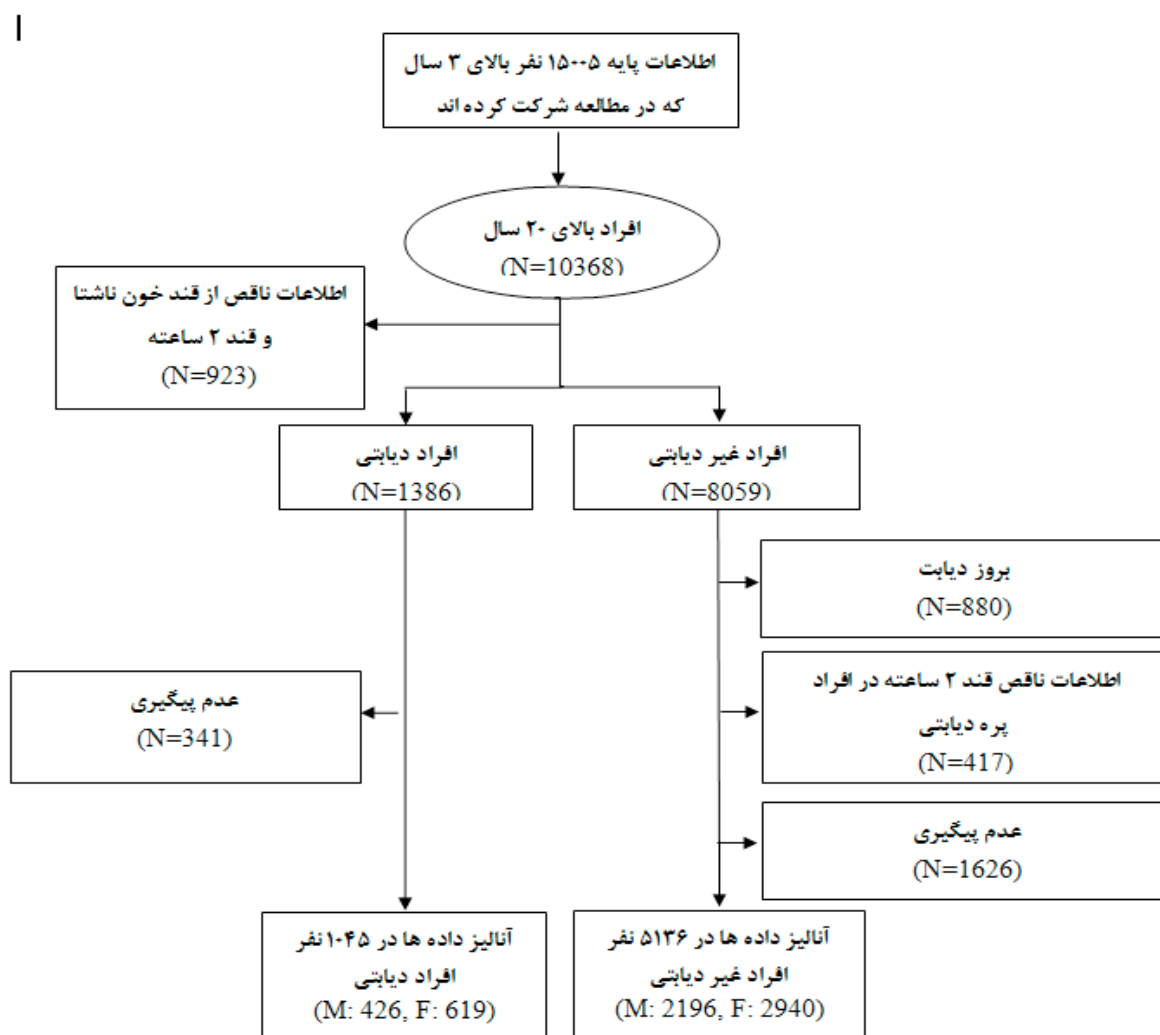 ا
اطلاعات پایه ۱۵۰۰۵ نفر بالای ۳ سال
که در مطالعه شرکت کرده اند
افراد بالای ۲۰ سال
(N=10368)
اطلاعات ناقص از قند خون ناشتا
و قند ۲ ساعته
(N=923)
افراد غیر دیابتی
(N=8059)
افراد دیابتی
(N=1386)
بروز دیابت
(N=880)
اطلاعات ناقص قند ۲ ساعته در افراد
پره دیابتی
(N=417)
عدم پیگیری
(N=341)
عدم پیگیری
(N=1626)
آنالیز داده ها در ۵۱۳۶ نفر
افراد غیر دیابتی
(M: 2196, F: 2940)
آنالیز داده ها در ۱۰۴۵ نفر
افراد دیابتی
(M: 426, F: 619)